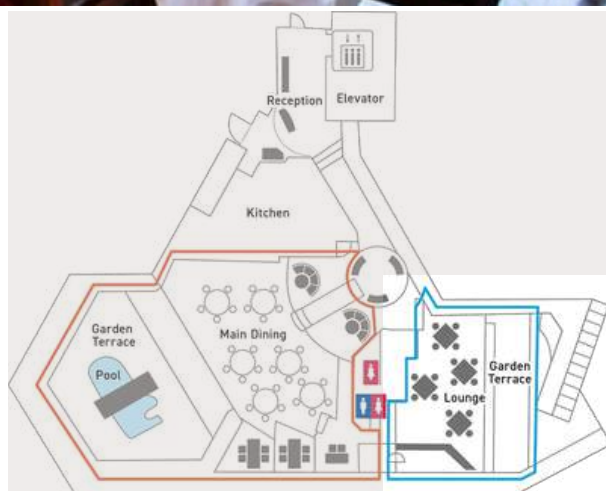 Reception
Elevator
Kitchen
Garden
Terrace
Main Dining
Pool
Garden
Terrace
Lounge